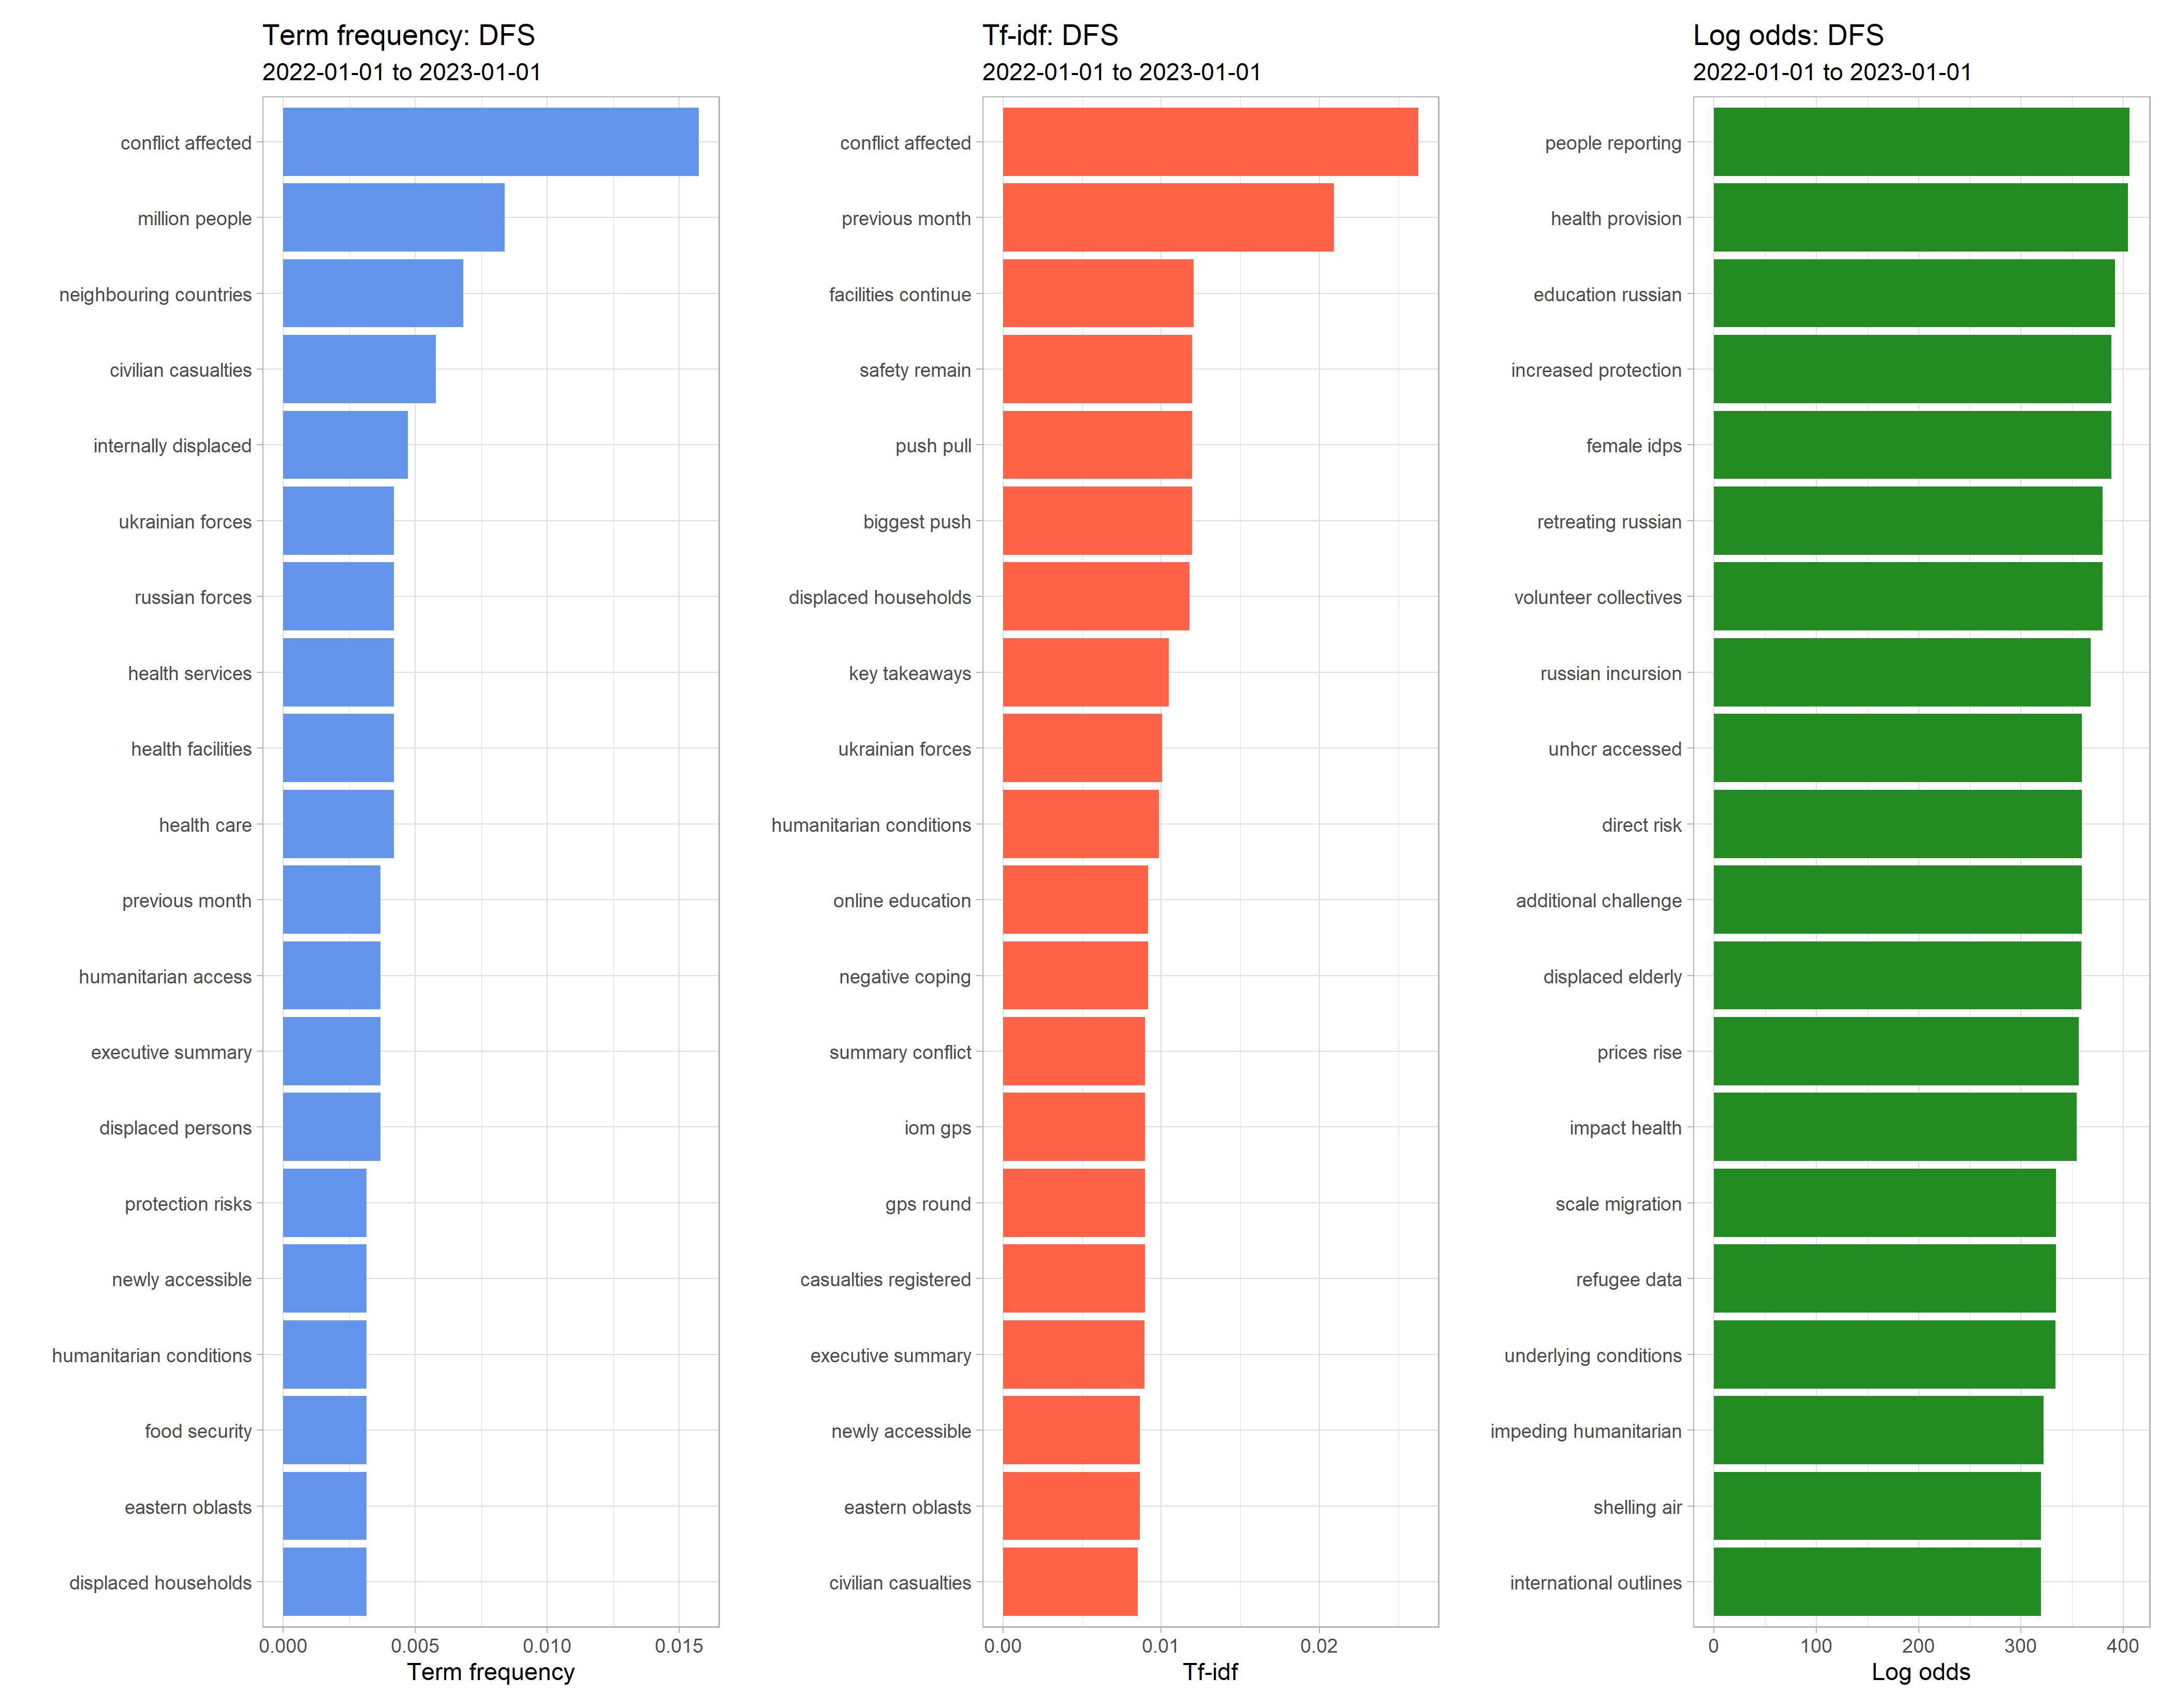 Term frequency: DFS
2022-01-01 to 2023-01-01
conflict affected
million people
neighbouring countries
civilian casualties
internally displaced
ukrainian forces
russian forces
health services
health facilities
health care
previous month
humanitarian access
executive summary
displaced persons
protection risks
newly accessible
humanitarian conditions
food security
eastern oblasts
displaced households
0.000 0.005 0.010 0.015
Term frequency
Tf-idf: DFS
2022-01-01 to 2023-01-01
conflict affected
previous month
facilities continue
safety remain
push pull
biggest push
displaced households
key takeaways
ukrainian forces
humanitarian conditions
online education
negative coping
summary conflict
iom gps
gps round
casualties registered
executive summary
newly accessible
eastern oblasts
civilian casualties
0.00 0.01 0.02
Tf-idf
Log odds: DFS
2022-01-01 to 2023-01-01
people reporting
health provision
education russian
increased protection
female idps
retreating russian
volunteer collectives
russian incursion
unhcr accessed
direct risk
additional challenge
displaced elderly
prices rise
impact health
scale migration
refugee data
underlying conditions
impeding humanitarian
shelling air
international outlines
0 100 200 300 400
Log odds